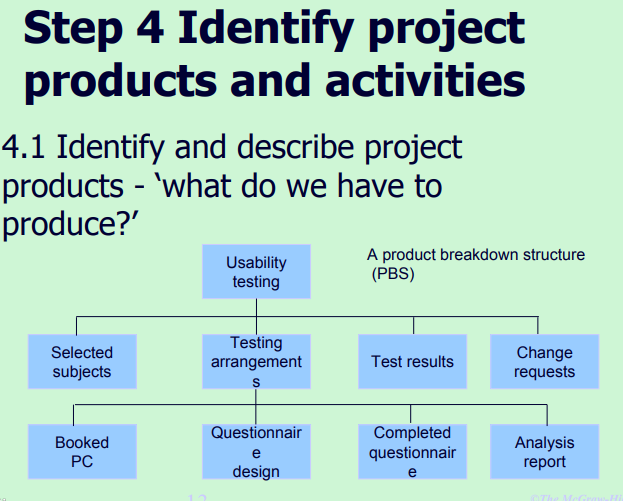 Step 4 Identify project
products and activities
4.1 Identify and describe project
products - ‘what do we have to
produce?’
A product breakdown structure
(PBS)
Usability
testing
Selected
subjects
Testing
arrangement
s
Test results
Change
requests
Booked
PC
Questionnair
e
design
Completed
questionnair
e
Analysis
report